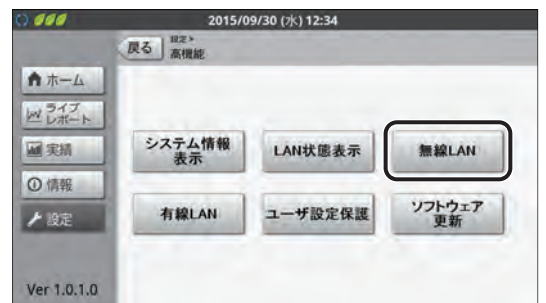 2015/09/30 (水) 12:34
戻る
設定>
高機能
ホーム
ライブ
レポート
実績
情報
設定
システム情報
表示
LAN状態表示
無線LAN
有線LAN
ユーザ設定保護
ソフトウェア
更新
Ver 1.0.1.0